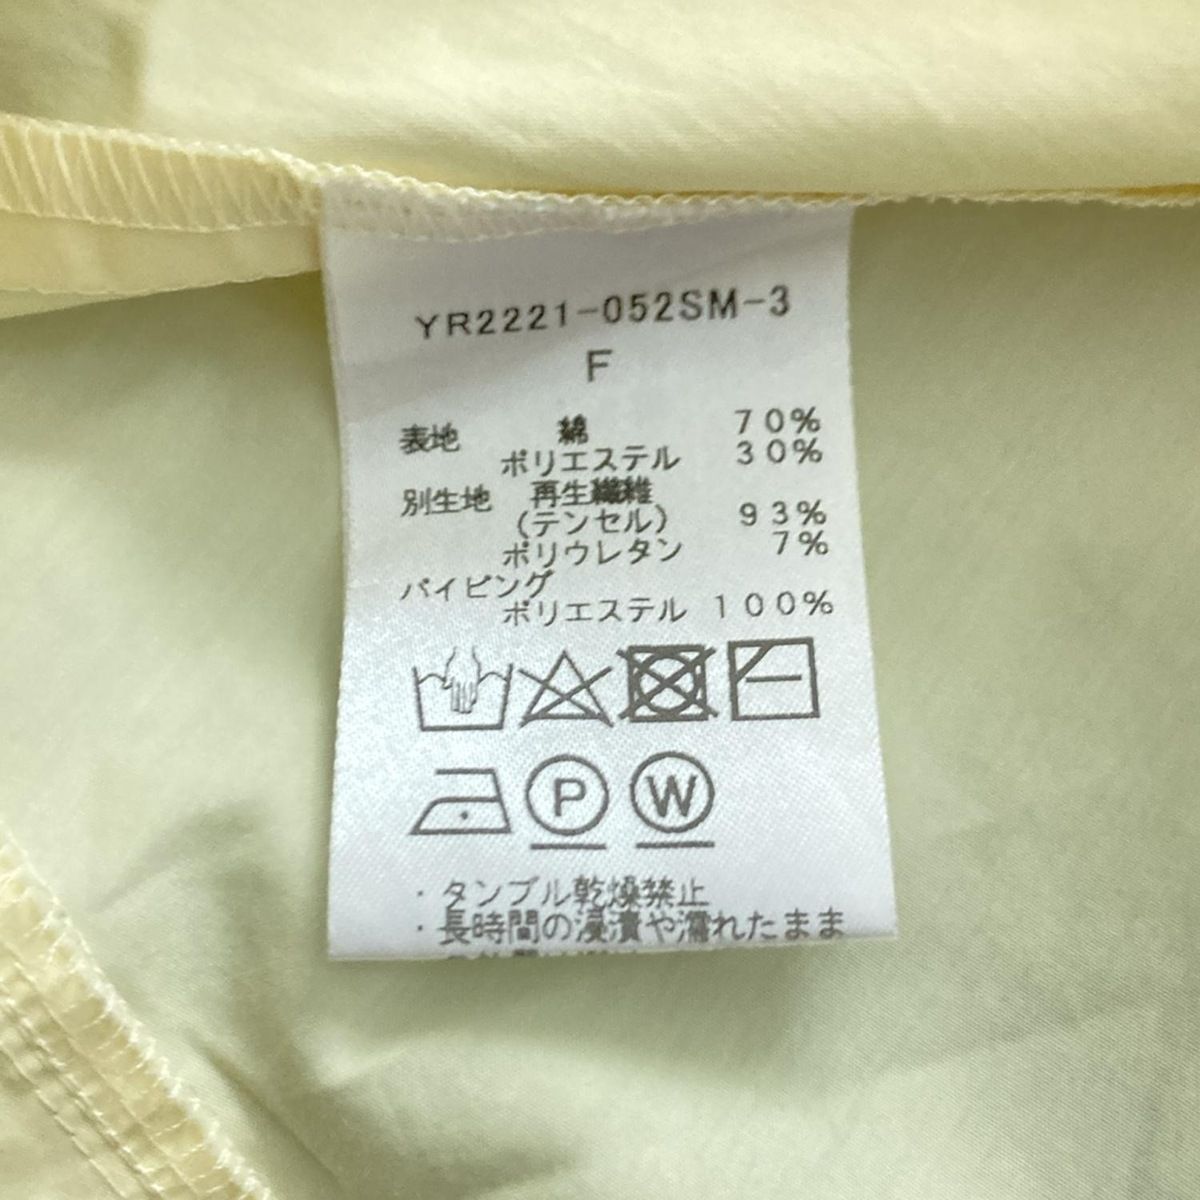 YR2221-052SM-3
F
表地 綿 70%
ポリエステル 30%
別生地 再生繊維
(テンセル) 93%
ポリウレタン 7%
パイピング
ポリエステル 100%
P W
・タンブル乾燥禁止
・長時間の浸漬や濡れたまま